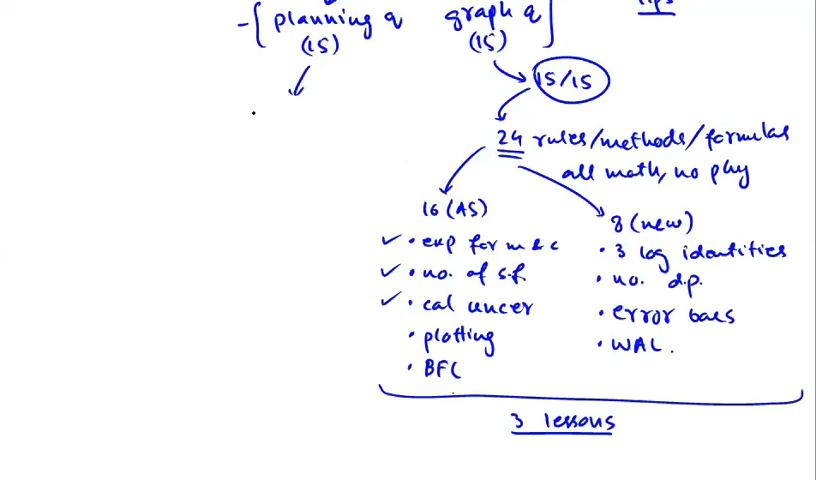 tips
- [ planning q graph q ]
(15) (15)
15/15
24 rules/methods/formulas
all math, no phy
16 (AS)
8 (new)
✓ • exp for m & c
• 3 log identities
✓ • no. of s.f.
• no. d.p.
✓ • cal uncer
• error bars
• plotting
• WAL.
• BFC
3 lessons